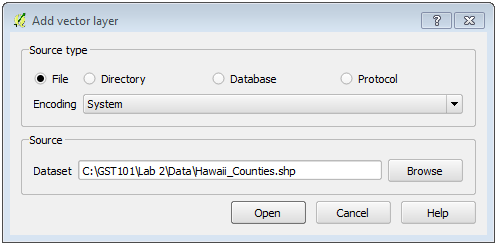 Add vector layer
Source type
File Directory Database Protocol
Encoding System
Source
Dataset C:\GST101\Lab 2\Data\Hawaii_Counties.shp Browse
Open Cancel Help